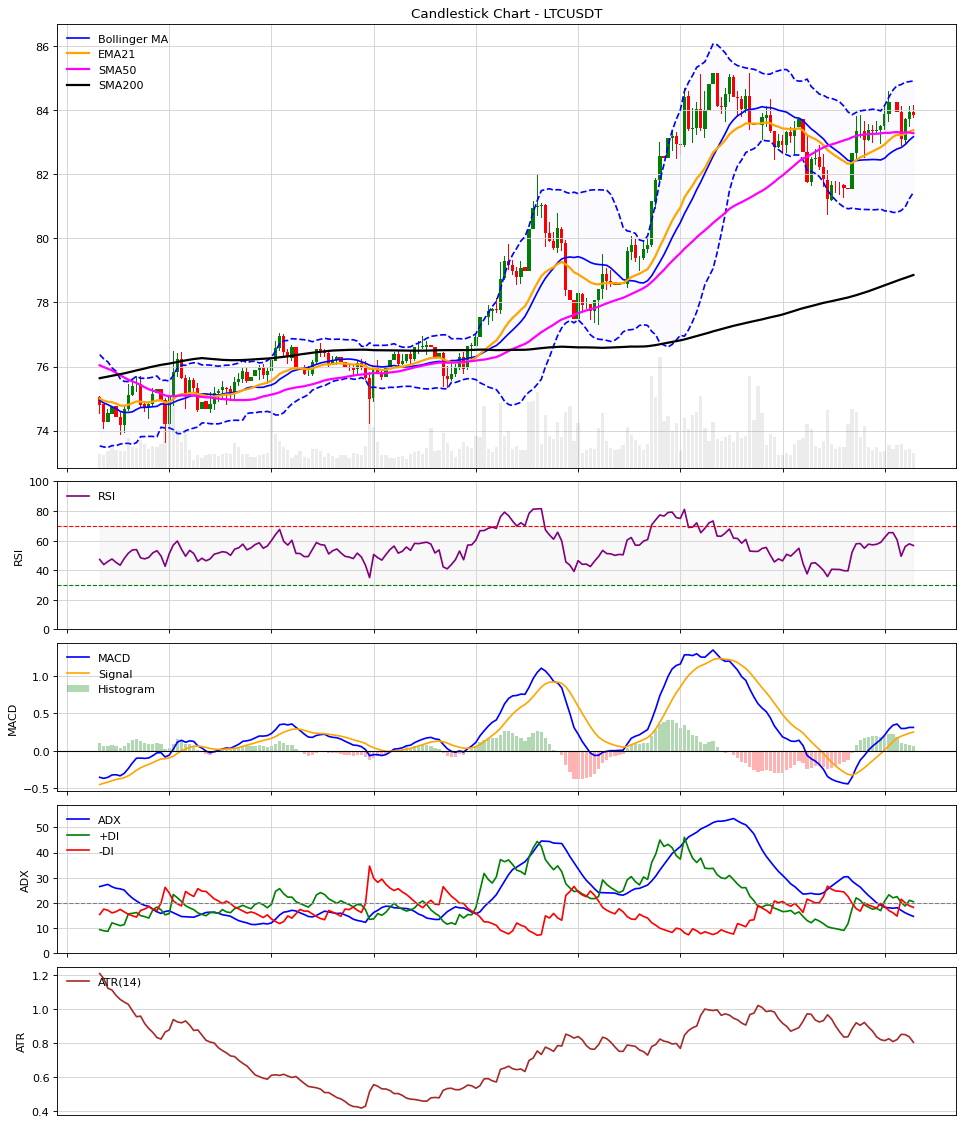 Candlestick Chart - LTCUSDT
Bollinger MA
EMA21
SMA50
SMA200
86
84
82
80
78
76
74
RSI
RSI
100
80
60
40
20
0
MACD
Signal
Histogram
MACD
1.0
0.5
0.0
−0.5
ADX
+DI
-DI
ADX
50
40
30
20
10
0
ATR(14)
ATR
1.2
1.0
0.8
0.6
0.4